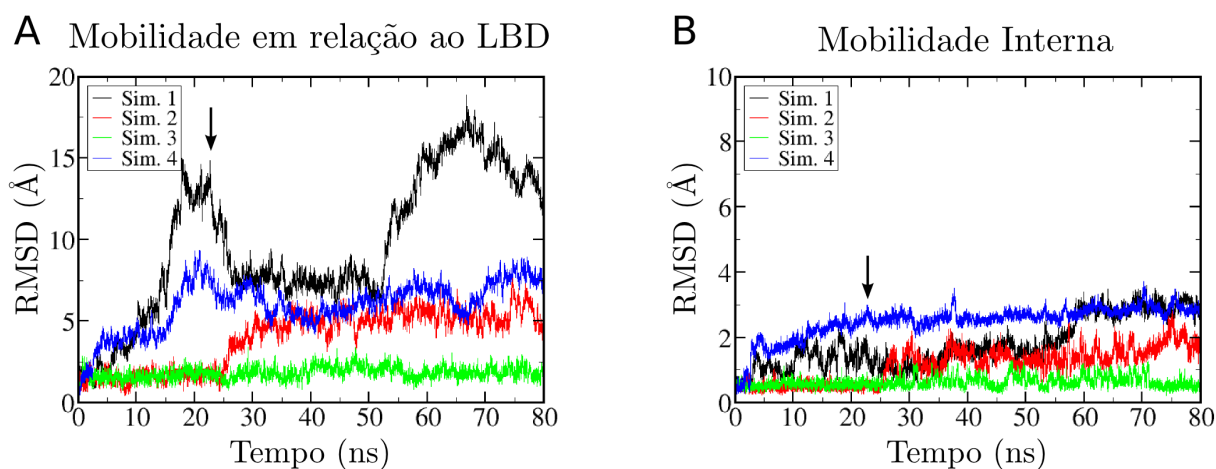 A Mobilidade em relação ao LBD
20
15
10
5
0
RMSD (Å)
Sim. 1
Sim. 2
Sim. 3
Sim. 4
0 10 20 30 40 50 60 70 80
Tempo (ns)
B Mobilidade Interna
10
8
6
4
2
0
RMSD (Å)
Sim. 1
Sim. 2
Sim. 3
Sim. 4
0 10 20 30 40 50 60 70 80
Tempo (ns)